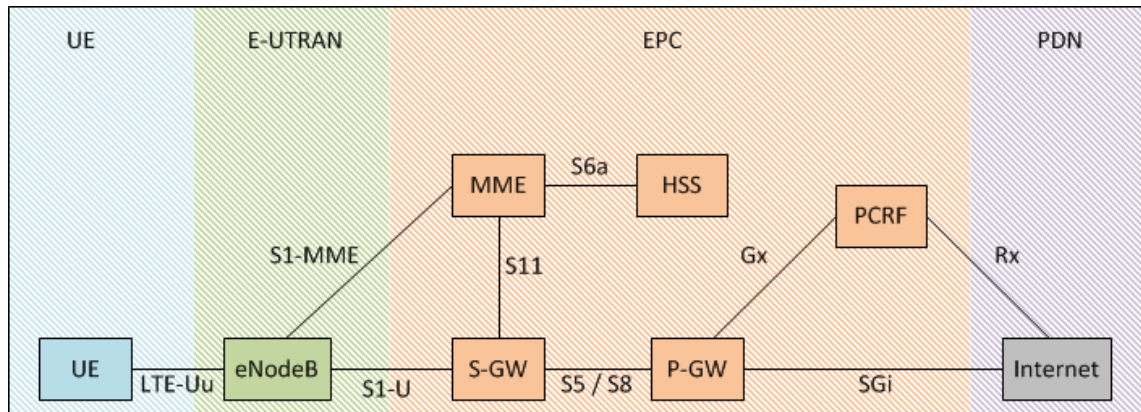 UE
E-UTRAN
EPC
PDN
MME
S6a
HSS
PCRF
S1-MME
S11
Gx
Rx
UE
LTE-Uu
eNodeB
S1-U
S-GW
S5 / S8
P-GW
SGi
Internet